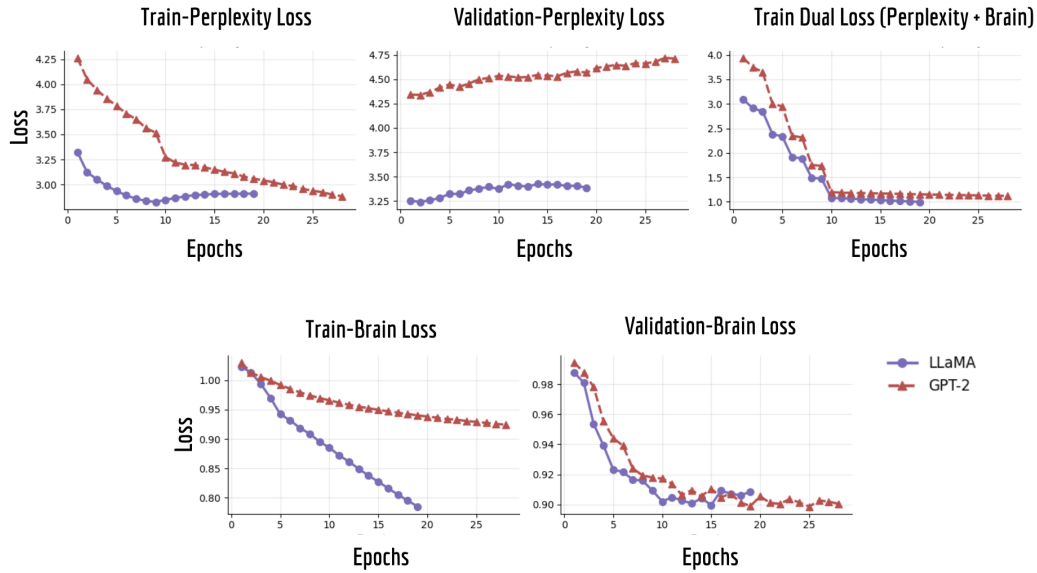 Train-Perplexity Loss
Validation-Perplexity Loss
Train Dual Loss (Perplexity + Brain)
Loss
4.25
4.00
3.75
3.50
3.25
3.00
0 5 10 15 20 25
Epochs
4.75
4.50
4.25
4.00
3.75
3.50
3.25
0 5 10 15 20 25
Epochs
4.0
3.5
3.0
2.5
2.0
1.5
1.0
0 5 10 15 20 25
Epochs
Train-Brain Loss
Validation-Brain Loss
Loss
1.00
0.95
0.90
0.85
0.80
0 5 10 15 20 25
Epochs
0.98
0.96
0.94
0.92
0.90
0 5 10 15 20 25
Epochs
LLaMA
GPT-2